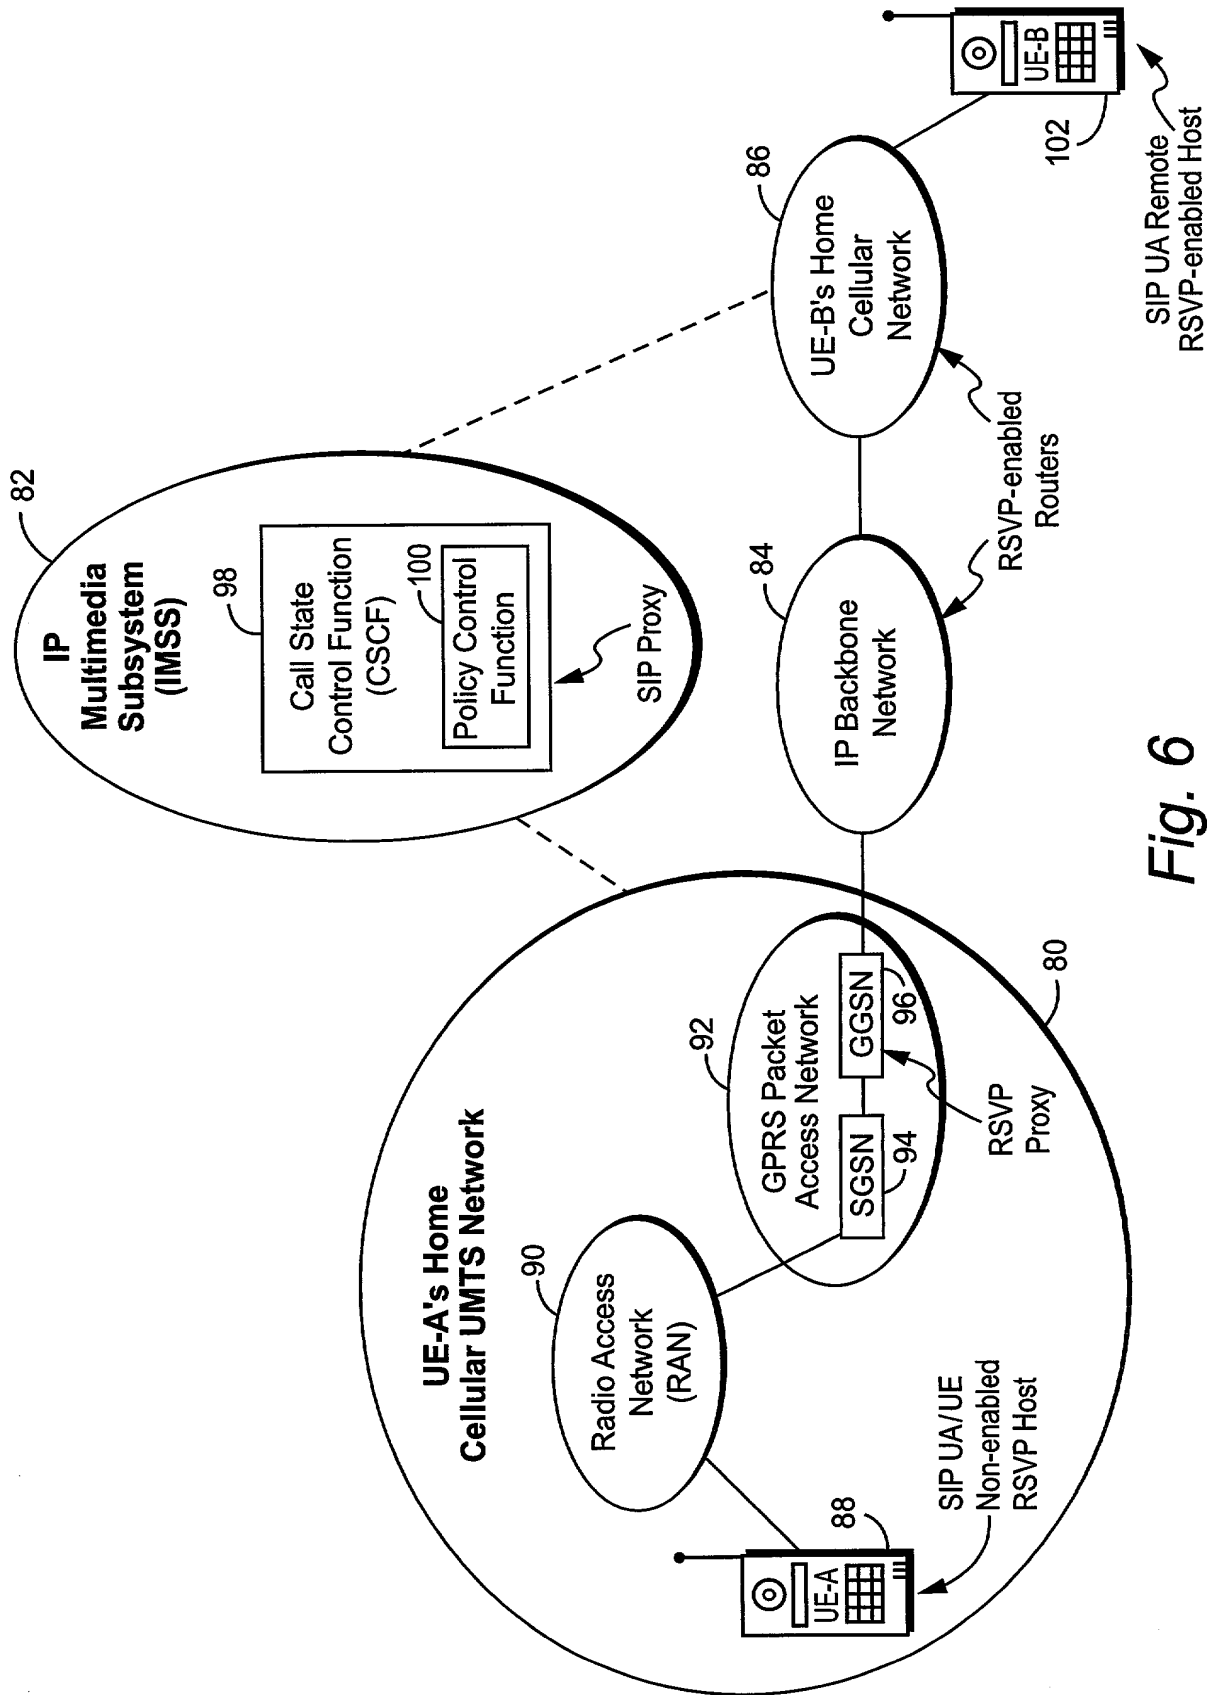 IP
Multimedia
Subsystem
(IMSS)
82
98
Call State
Control Function
(CSCF)
100
Policy Control
Function
SIP Proxy
UE-A's Home
Cellular UMTS Network
90
Radio Access
Network
(RAN)
92
GPRS Packet
Access Network
SGSN
94
GGSN
96
RSVP
Proxy
80
UE-A
88
SIP UA/UE
Non-enabled
RSVP Host
84
IP Backbone
Network
RSVP-enabled
Routers
86
UE-B's Home
Cellular
Network
UE-B
102
SIP UA Remote
RSVP-enabled Host
Fig. 6